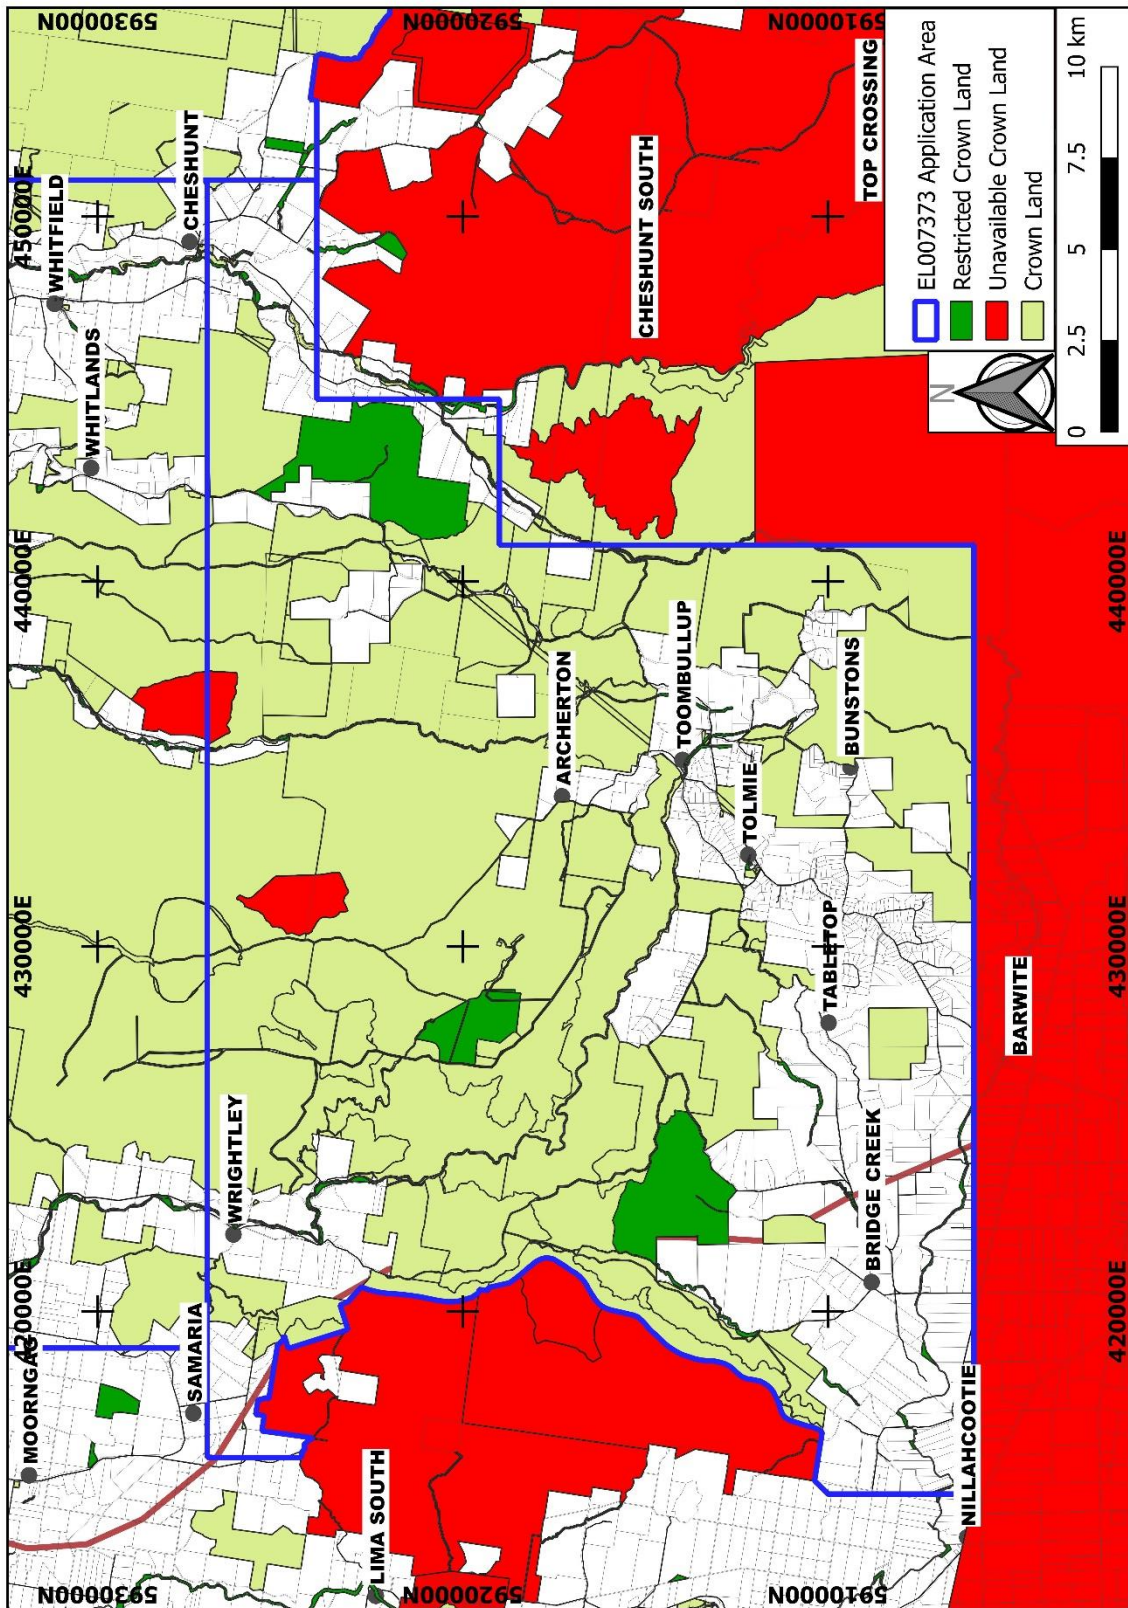 420000E
430000E
440000E
450000E
MOORNGAG
WHITFIELD
WHITLANDS
5930000N
5930000N
SAMARIA
CHESHUNT
WRIGHTLEY
LIMA SOUTH
5920000N
5920000N
ARCHERTON
CHESHUNT SOUTH
TOOMBULLUP
TOLMIE
5910000N
5910000N
TABLETOP
BUNSTONS
BRIDGE CREEK
TOP CROSSING
NILLAHCOOTIE
BARWITE
N
EL007373 Application Area
Restricted Crown Land
Unavailable Crown Land
Crown Land
0 2.5 5 7.5 10 km
420000E
430000E
440000E